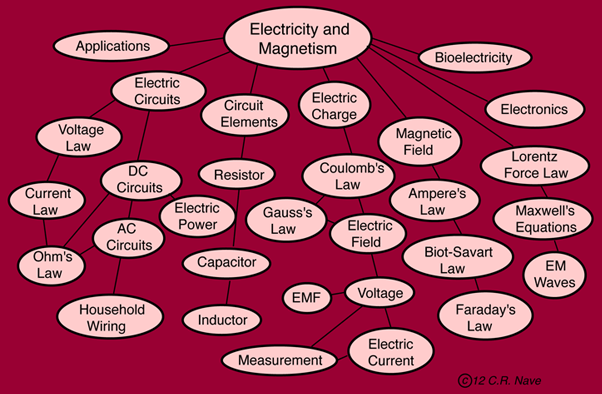 Electricity and
Magnetism
Applications
Bioelectricity
Electric
Circuits
Circuit
Elements
Electric
Charge
Electronics
Voltage
Law
Magnetic
Field
Lorentz
Force Law
DC
Circuits
Resistor
Coulomb's
Law
Current
Law
Electric
Power
Gauss's
Law
Ampere's
Law
Maxwell's
Equations
AC
Circuits
Electric
Field
Ohm's
Law
Capacitor
Biot-Savart
Law
EM
Waves
Household
Wiring
Inductor
EMF
Voltage
Faraday's
Law
Measurement
Electric
Current
©12 C.R. Nave